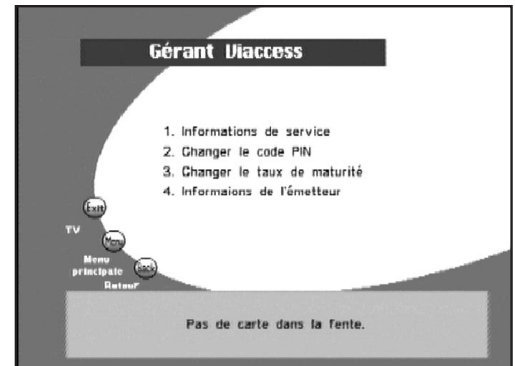 Gérant Viaccess
1. Informations de service
2. Changer le code PIN
3. Changer le taux de maturité
4. Informaions de l'émetteur
Exit
TV
Menu
Menu
principale
Back
Retour
Pas de carte dans la fente.